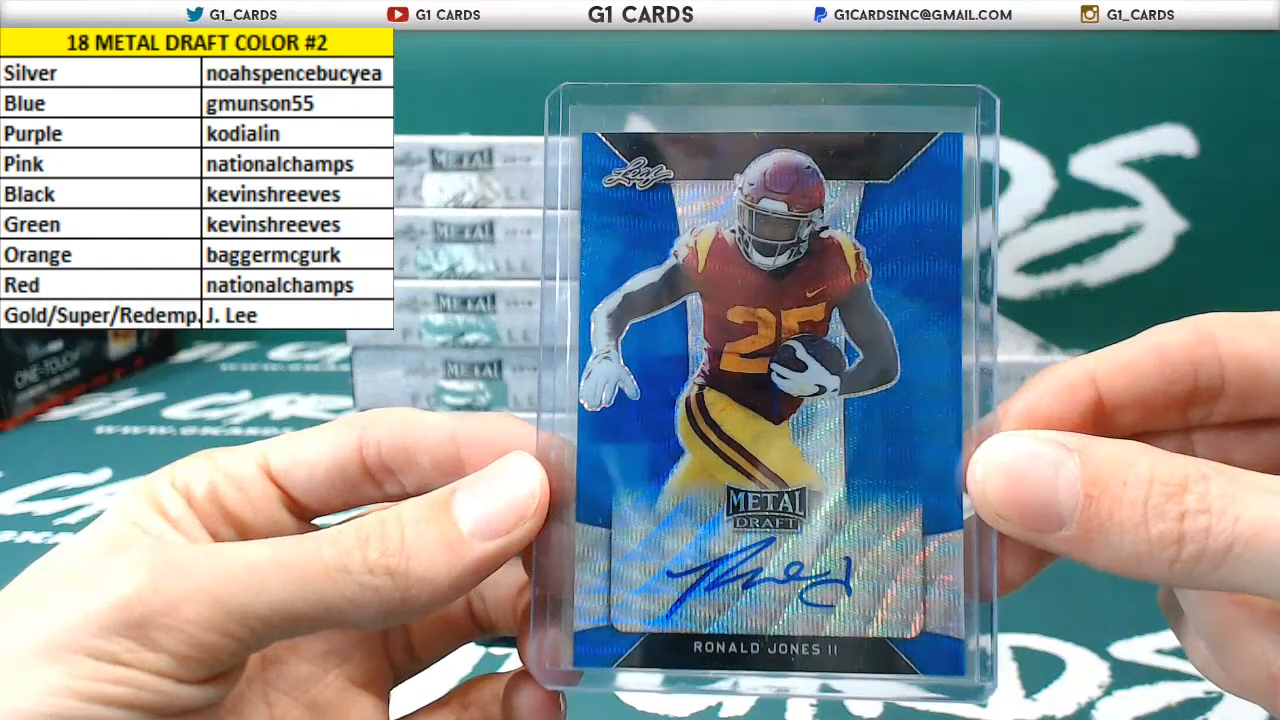 G1_CARDS
G1 CARDS
G1 CARDS
G1CARDSINC@GMAIL.COM
G1_CARDS
18 METAL DRAFT COLOR #2
Silver noahspencebucyea
Blue gmunson55
Purple kodialin
Pink nationalchamps
Black kevinshreeves
Green kevinshreeves
Orange baggermcgurk
Red nationalchamps
Gold/Super/Redemp. J. Lee
METAL
METAL
METAL
METAL
ONE-TOUCH
Leaf
25
METAL
DRAFT
RONALD JONES II